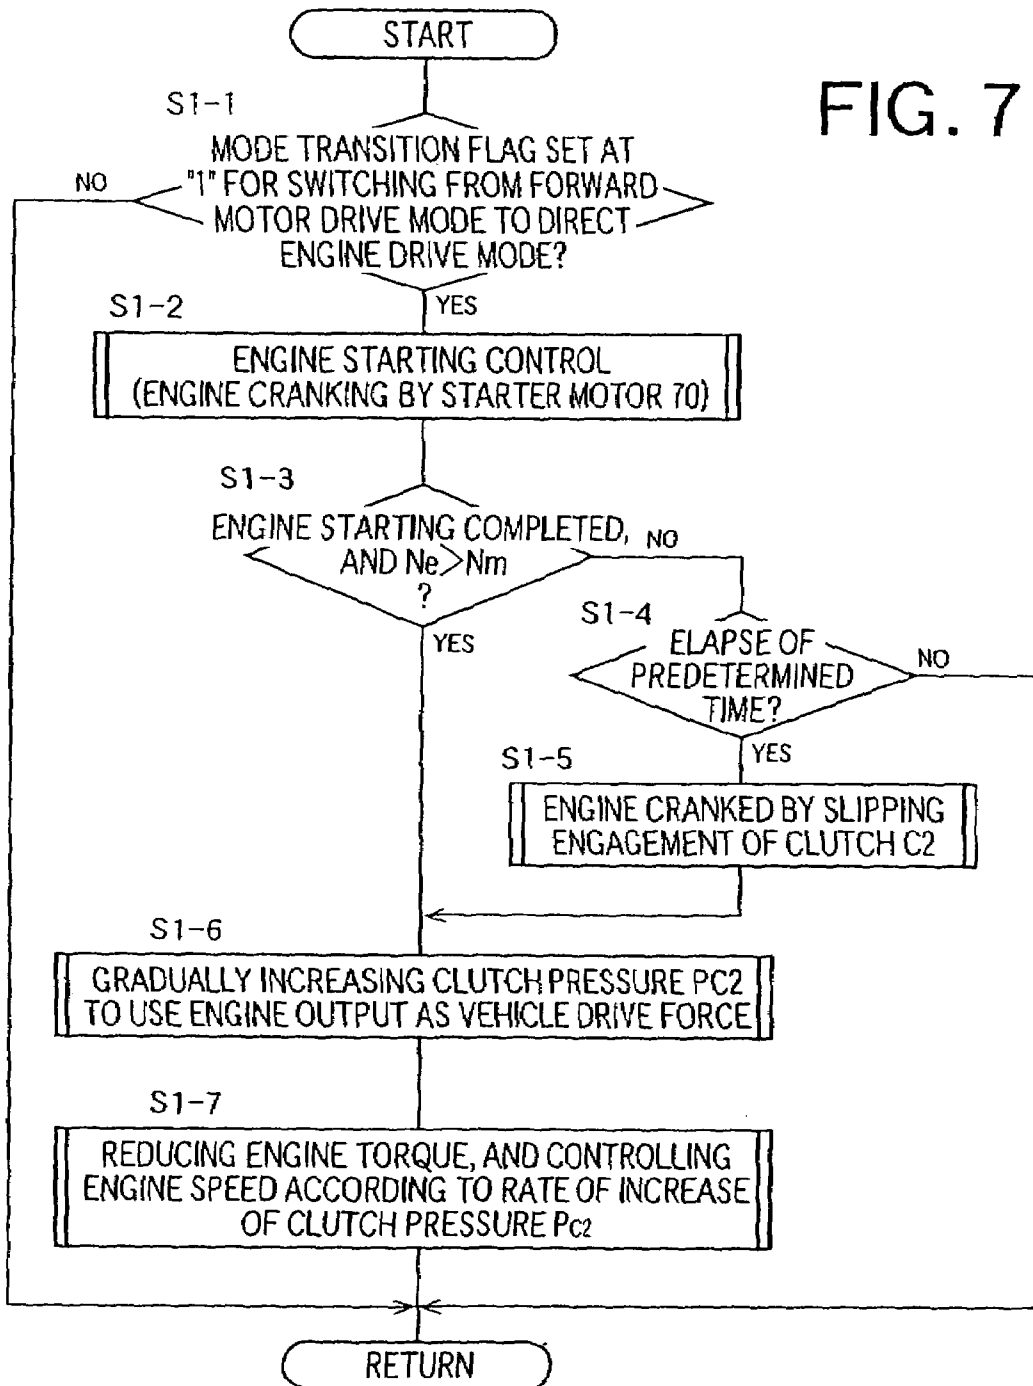 START
FIG. 7
S1-1
MODE TRANSITION FLAG SET AT
"1" FOR SWITCHING FROM FORWARD
MOTOR DRIVE MODE TO DIRECT
ENGINE DRIVE MODE?
NO
YES
S1-2
ENGINE STARTING CONTROL
(ENGINE CRANKING BY STARTER MOTOR 70)
S1-3
ENGINE STARTING COMPLETED,
AND Ne>Nm
?
NO
YES
S1-4
ELAPSE OF
PREDETERMINED
TIME?
NO
YES
S1-5
ENGINE CRANKED BY SLIPPING
ENGAGEMENT OF CLUTCH C2
S1-6
GRADUALLY INCREASING CLUTCH PRESSURE PC2
TO USE ENGINE OUTPUT AS VEHICLE DRIVE FORCE
S1-7
REDUCING ENGINE TORQUE, AND CONTROLLING
ENGINE SPEED ACCORDING TO RATE OF INCREASE
OF CLUTCH PRESSURE Pc2
RETURN